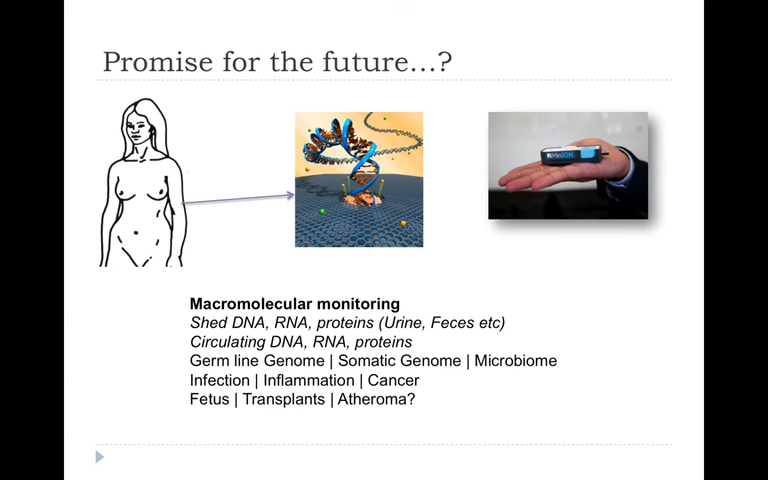 Promise for the future…?
MinION
Macromolecular monitoring
Shed DNA, RNA, proteins (Urine, Feces etc)
Circulating DNA, RNA, proteins
Germ line Genome | Somatic Genome | Microbiome
Infection | Inflammation | Cancer
Fetus | Transplants | Atheroma?